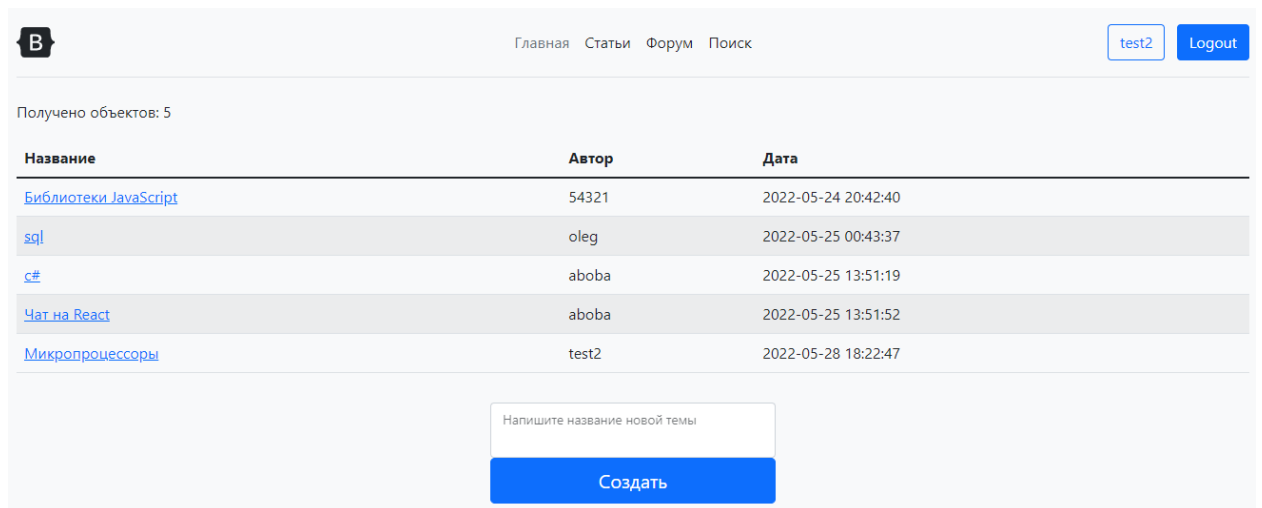 B Главная Статьи Форум Поиск test2 Logout
Получено объектов: 5
Название Автор Дата
Библиотеки JavaScript 54321 2022-05-24 20:42:40
sql oleg 2022-05-25 00:43:37
c# aboba 2022-05-25 13:51:19
Чат на React aboba 2022-05-25 13:51:52
Микропроцессоры test2 2022-05-28 18:22:47
Напишите название новой темы
Создать